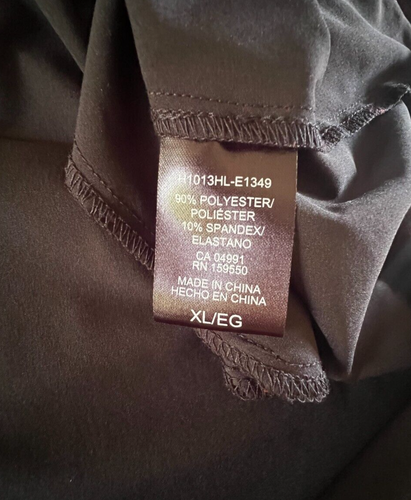 H1013HL-E1349
90% POLYESTER/
POLIÉSTER
10% SPANDEX/
ELASTANO
CA 04991
RN 159550
MADE IN CHINA
HECHO EN CHINA
XL/EG